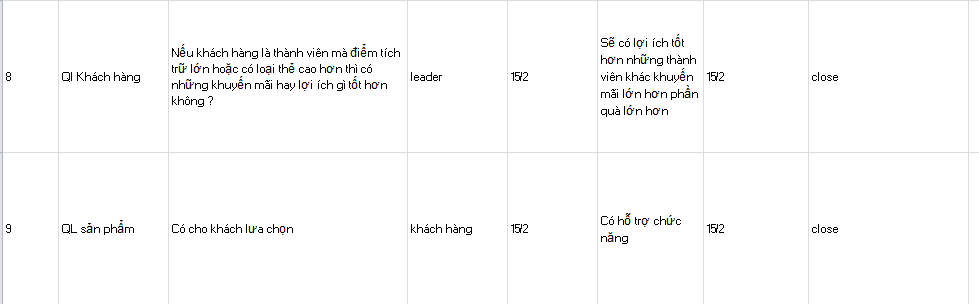 8
Ql Khách hàng
Nếu khách hàng là thành viên mà điểm tích
trữ lớn hoặc có loại thẻ cao hơn thì có
những khuyến mãi hay lợi ích gì tốt hơn
không ?
leader
15/2
Sẽ có lợi ích tốt
hơn những thành
viên khác khuyến
mãi lớn hơn phần
quà lớn hơn
15/2
close
9
QL sản phẩm
Có cho khách lưa chọn
khách hàng
15/2
Có hỗ trợ chức
năng
15/2
close